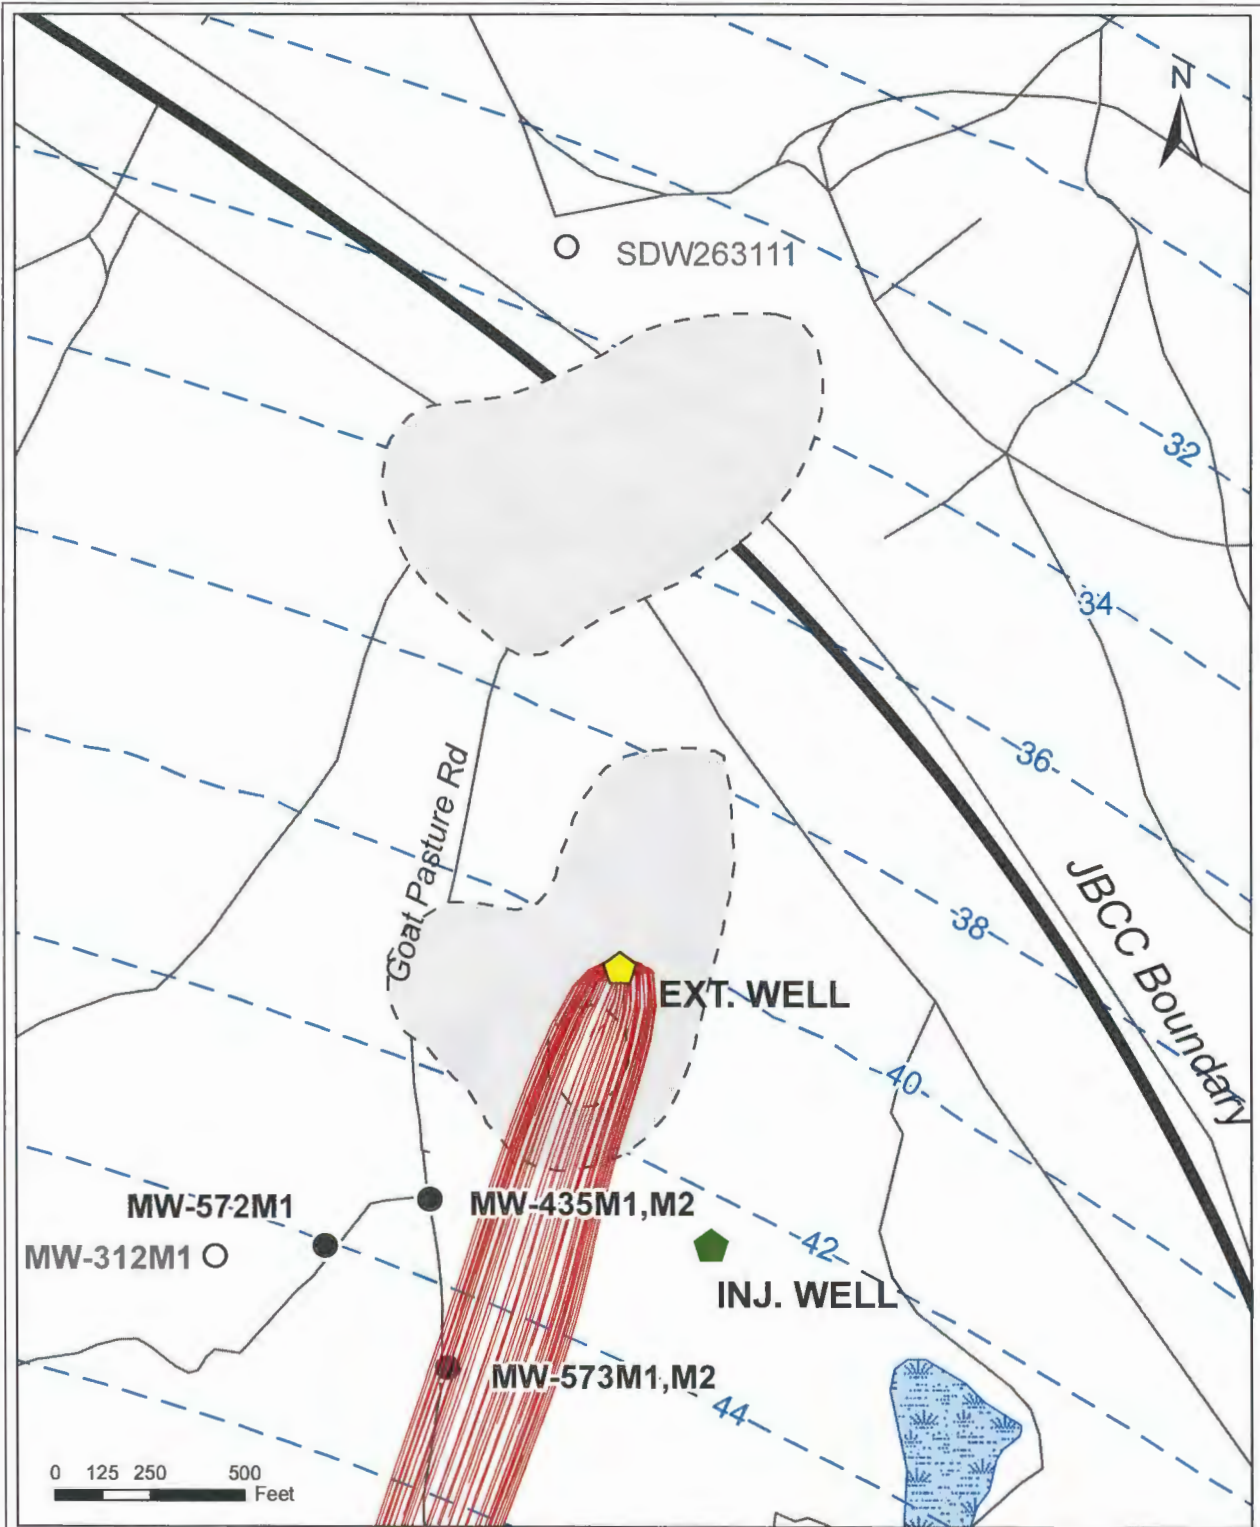 N
SDW263111
32
34
36
Goat Pasture Rd
JBCC Boundary
38
EXT. WELL
40
MW-572M1
MW-435M1,M2
MW-312M1
42
INJ. WELL
MW-573M1,M2
44
0 125 250 500
Feet